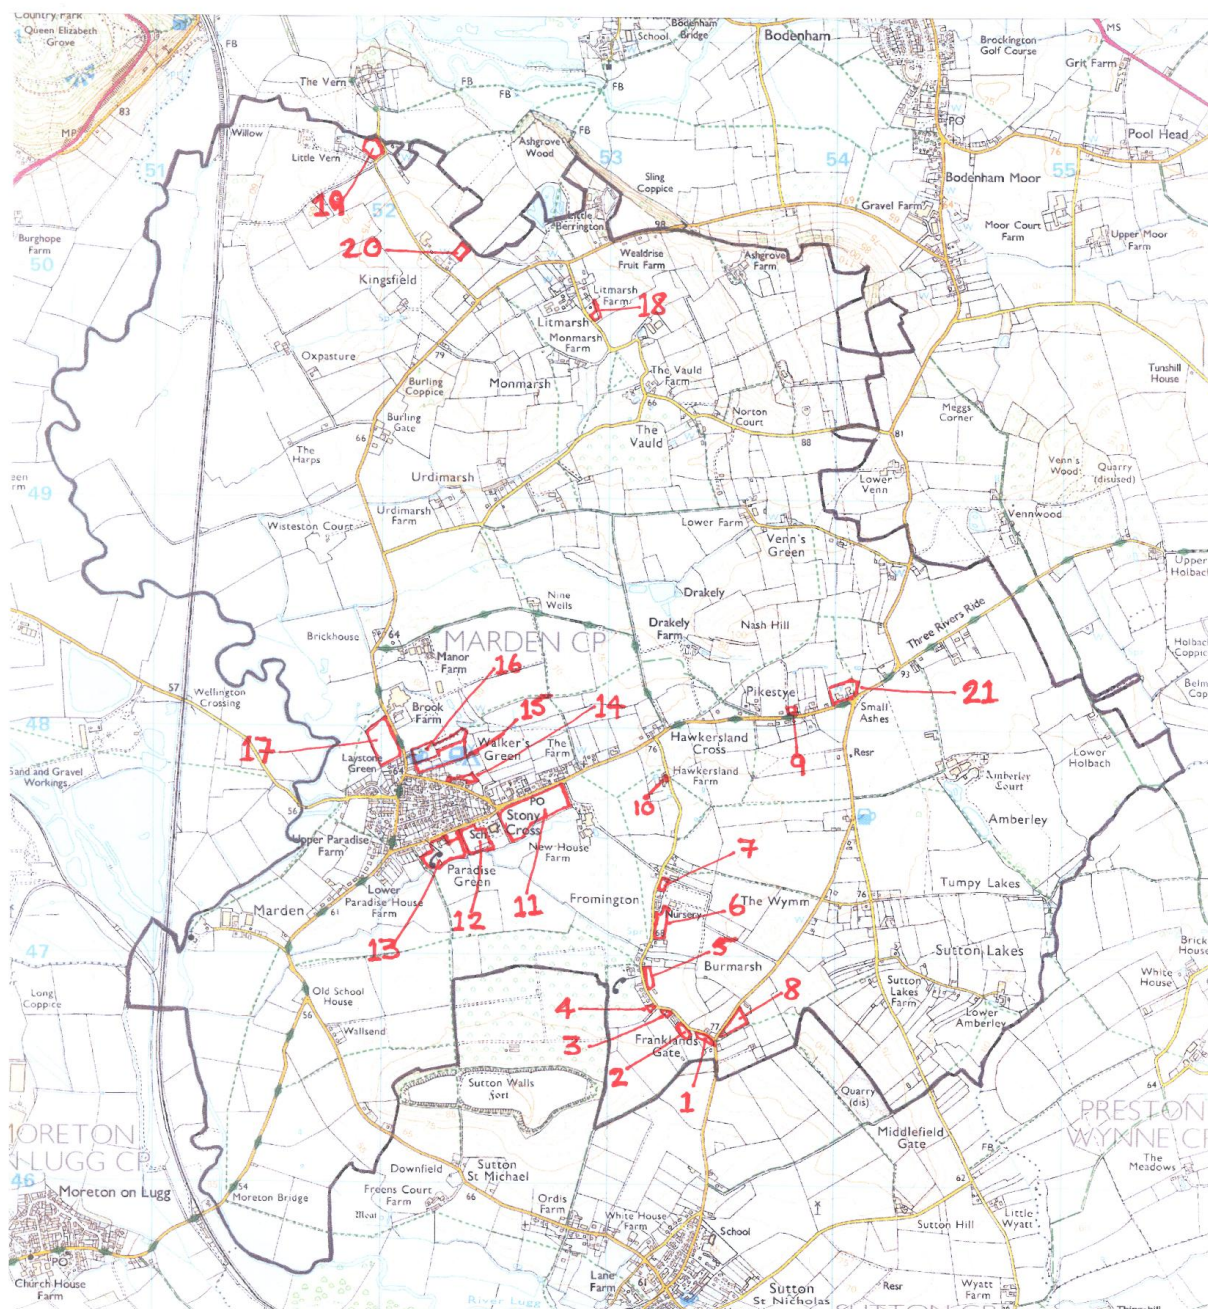 Country Park
Queen Elizabeth
Grove
FB
School
Bodenham
Bridge
Bodenham
Brockington
Golf Course
MS
Grit Farm
The Vern
FB
FB
FB
83
MP
Willow
Little Vern
Ashgrove
Wood
FB
53
54
PO
Pool Head
16
55
51
Sling
Coppice
Bodenham Moor
19
52
Little
Berrington
98
69
Gravel Farm
Moor Court
Farm
Upper Moor
Farm
Burghope
Farm
50
20
Kingsfield
Wealdrise
Fruit Farm
Ashgrove
Farm
Litmarsh
Farm
18
Litmarsh
Monmarsh
Farm
79
Oxpasture
Burling
Coppice
Monmarsh
The Vauld
Farm
66
Tunshill
House
Burling
Gate
66
The
Harps
Norton
Court
88
The
Vauld
81
Meggs
Corner
Venn's
Wood
Quarry
(disused)
49
Urdimarsh
Urdimarsh
Farm
Lower
Venn
Vennwood
Wisteston Court
Lower Farm
Venn's
Green
Upper
Holbach
Nine
Wells
Drakely
Drakely
Farm
Nash Hill
Three Rivers Ride
Brickhouse
64
MARDEN CP
Manor
Farm
16
57
Wellington
Crossing
15
14
Pikestye
93
21
48
Brook
Farm
Walker's
Green
The
Farm
76
Hawkersland
Cross
Small
Ashes
17
Laystone
Green
64
9
Resr
Lower
Holbach
Sand and Gravel
Workings
56
Hawkersland
Farm
10
Amberley
Court
PO
Stony
Cross
Sch
Amberley
Upper Paradise
Farm
New House
Farm
7
Paradise
Green
Lower
Paradise House
Farm
12
11
Fromington
The Wymm
70
76
Tumpy Lakes
Marden
61
13
Nursery
68
6
47
5
Burmarsh
Sutton Lakes
White
House
Long
Coppice
Old School
House
56
Wallsend
4
3
8
77
Franklands
Gate
2
1
Sutton
Lakes
Farm
Lower
Amberley
Sutton Walls
Fort
Quarry
(dis)
64
PRESTON
WYNNE CP
Middlefield
Gate
FB
The
Meadows
46
Moreton on Lugg
54
Moreton Bridge
Downfield
Freens Court
Farm
Moat
Sutton
St Michael
66
Ordis
Farm
White House
Farm
School
62
Sutton Hill
Little
Wyatt
PO
Church House
Farm
River Lugg
Lane
Farm
61
Sutton
St Nicholas
Resr
Wyatt
Farm